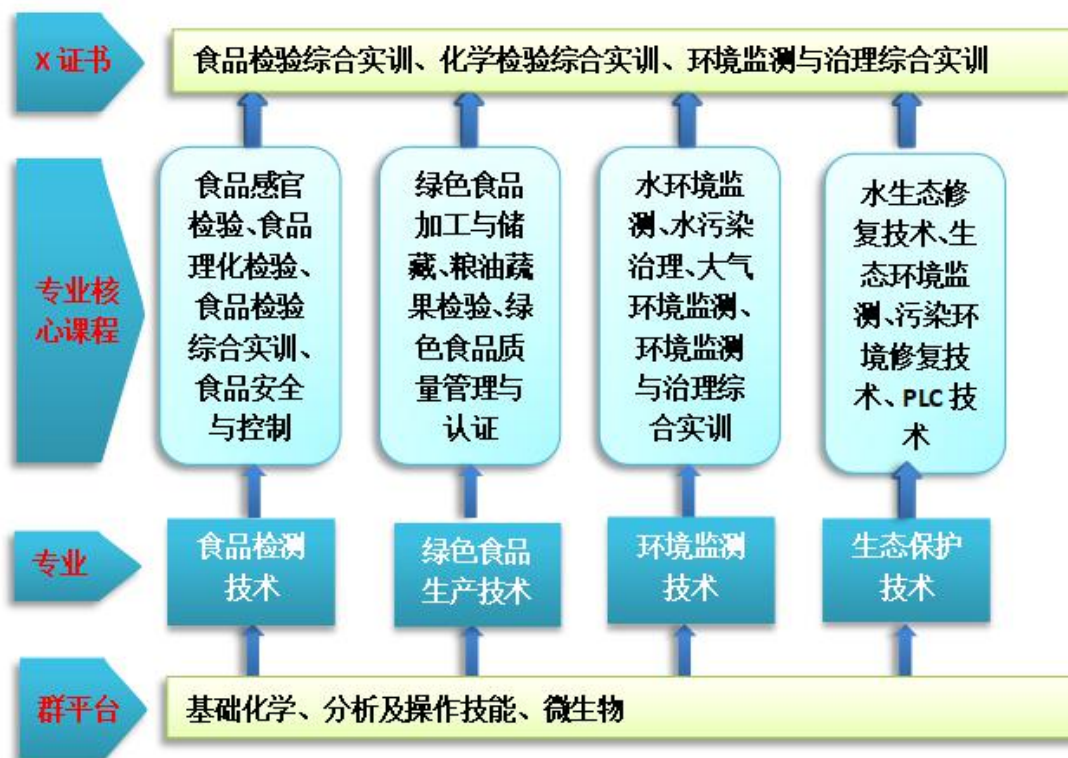 X 证书
食品检验综合实训、化学检验综合实训、环境监测与治理综合实训
专业核
心课程
食品感官
检验、食品
理化检验、
食品检验
综合实训、
食品安全
与控制
绿色食品
加工与储
藏、粮油蔬
果检验、绿
色食品质
量管理与
认证
水环境监
测、水污染
治理、大气
环境监测、
环境监测
与治理综
合实训
水生态修
复技术、生
态环境监
测、污染环
境修复技
术、PLC 技
术
专业
食品检测
技术
绿色食品
生产技术
环境监测
技术
生态保护
技术
群平台
基础化学、分析及操作技能、微生物